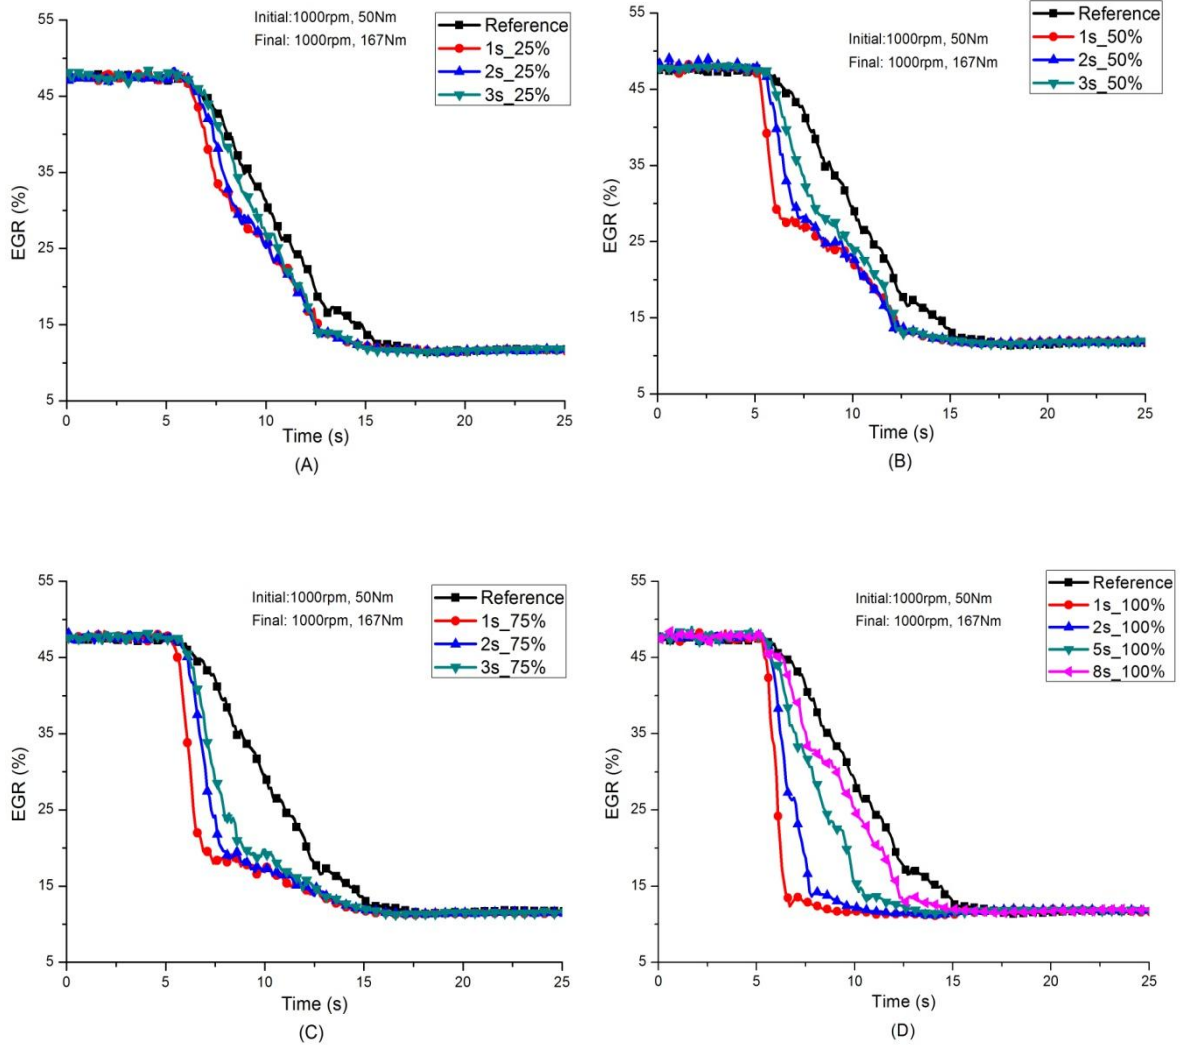 Initial:1000rpm, 50Nm
Final: 1000rpm, 167Nm
Reference
1s_25%
2s_25%
3s_25%
EGR (%)
55
45
35
25
15
5
0
5
10
15
20
25
Time (s)
(A)
Initial:1000rpm, 50Nm
Final: 1000rpm, 167Nm
Reference
1s_50%
2s_50%
3s_50%
EGR (%)
55
45
35
25
15
5
0
5
10
15
20
25
Time (s)
(B)
Initial:1000rpm, 50Nm
Final: 1000rpm, 167Nm
Reference
1s_75%
2s_75%
3s_75%
EGR (%)
55
45
35
25
15
5
0
5
10
15
20
25
Time (s)
(C)
Initial:1000rpm, 50Nm
Final: 1000rpm, 167Nm
Reference
1s_100%
2s_100%
5s_100%
8s_100%
EGR (%)
55
45
35
25
15
5
0
5
10
15
20
25
Time (s)
(D)